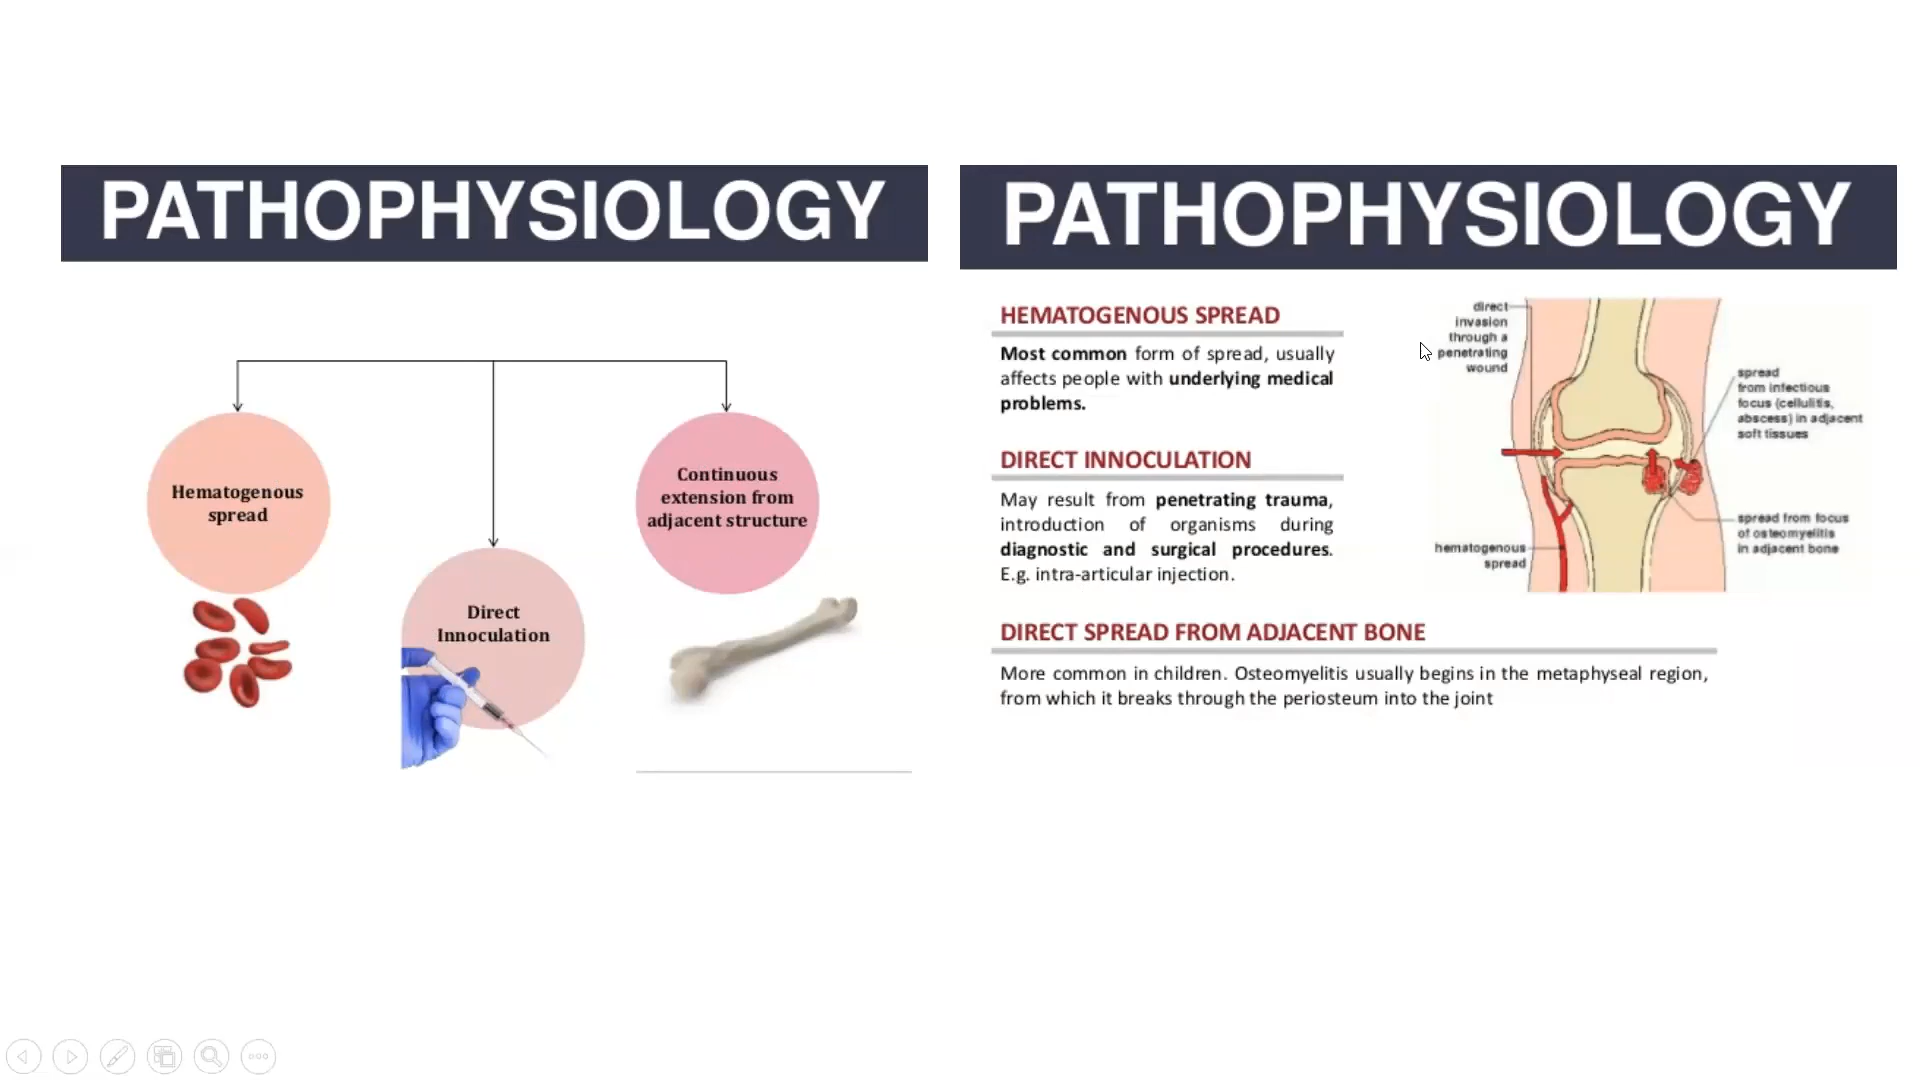 PATHOPHYSIOLOGY
Hematogenous
spread
Direct
Innoculation
Continuous
extension from
adjacent structure
PATHOPHYSIOLOGY
HEMATOGENOUS SPREAD
Most common form of spread, usually
affects people with underlying medical
problems.
DIRECT INNOCULATION
May result from penetrating trauma,
introduction of organisms during
diagnostic and surgical procedures.
E.g. intra-articular injection.
direct
invasion
through a
penetrating
wound
spread
from infectious
focus (cellulitis,
abscess) in adjacent
soft tissues
spread from focus
of osteomyelitis
in adjacent bone
hematogenous
spread
DIRECT SPREAD FROM ADJACENT BONE
More common in children. Osteomyelitis usually begins in the metaphyseal region,
from which it breaks through the periosteum into the joint